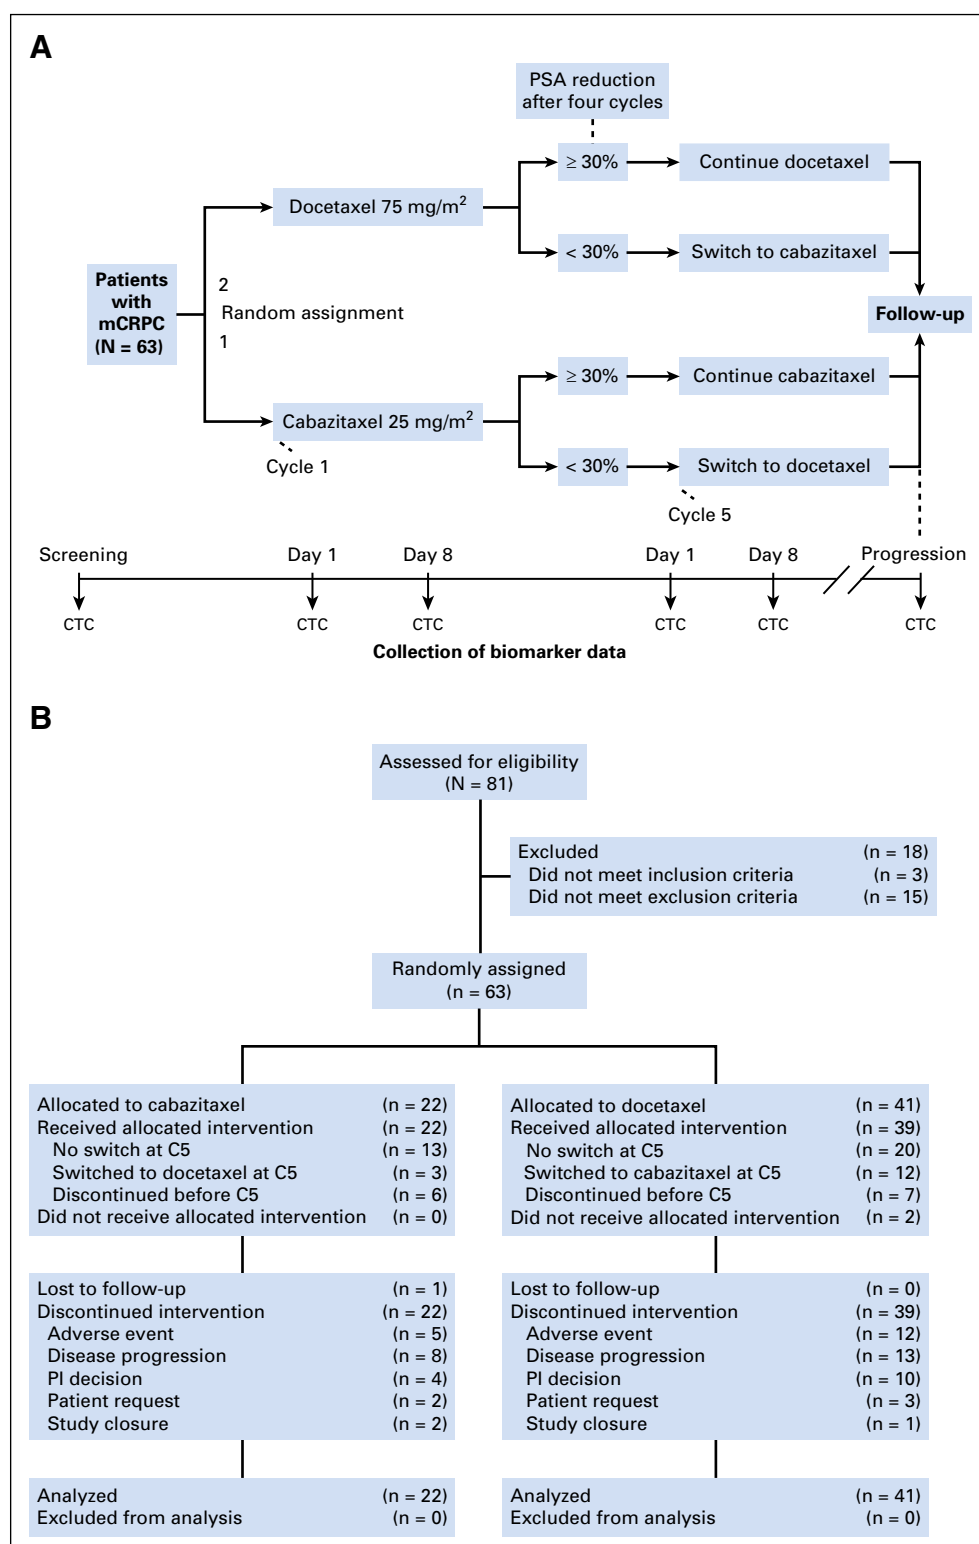 A
PSA reduction
after four cycles
≥ 30%
Continue docetaxel
Docetaxel 75 mg/m²
< 30%
Switch to cabazitaxel
Patients
with
mCRPC
(N = 63)
2
Random assignment
1
Follow-up
≥ 30%
Continue cabazitaxel
Cabazitaxel 25 mg/m²
Cycle 1
< 30%
Switch to docetaxel
Cycle 5
Screening Day 1 Day 8 Day 1 Day 8 Progression
CTC CTC CTC CTC CTC CTC
Collection of biomarker data
B
Assessed for eligibility
(N = 81)
Excluded (n = 18)
Did not meet inclusion criteria (n = 3)
Did not meet exclusion criteria (n = 15)
Randomly assigned
(n = 63)
Allocated to cabazitaxel (n = 22)
Received allocated intervention (n = 22)
No switch at C5 (n = 13)
Switched to docetaxel at C5 (n = 3)
Discontinued before C5 (n = 6)
Did not receive allocated intervention (n = 0)
Allocated to docetaxel (n = 41)
Received allocated intervention (n = 39)
No switch at C5 (n = 20)
Switched to cabazitaxel at C5 (n = 12)
Discontinued before C5 (n = 7)
Did not receive allocated intervention (n = 2)
Lost to follow-up (n = 1)
Discontinued intervention (n = 22)
Adverse event (n = 5)
Disease progression (n = 8)
PI decision (n = 4)
Patient request (n = 2)
Study closure (n = 2)
Lost to follow-up (n = 0)
Discontinued intervention (n = 39)
Adverse event (n = 12)
Disease progression (n = 13)
PI decision (n = 10)
Patient request (n = 3)
Study closure (n = 1)
Analyzed (n = 22)
Excluded from analysis (n = 0)
Analyzed (n = 41)
Excluded from analysis (n = 0)